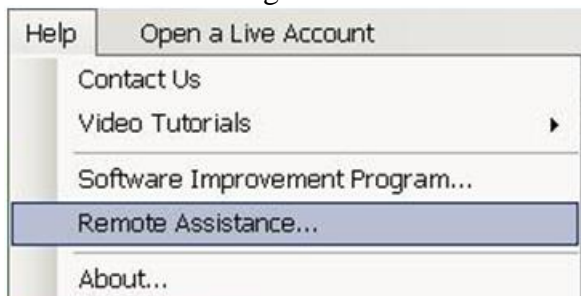 Help Open a Live Account
Contact Us
Video Tutorials
Software Improvement Program...
Remote Assistance...
About...